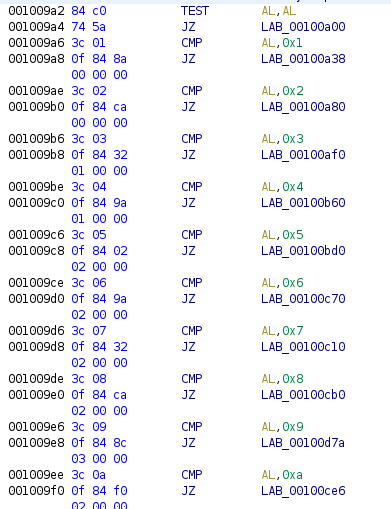 001009a2 84 c0 TEST AL,AL
001009a4 74 5a JZ LAB_00100a00
001009a6 3c 01 CMP AL,0x1
001009a8 0f 84 8a JZ LAB_00100a38
00 00 00
001009ae 3c 02 CMP AL,0x2
001009b0 0f 84 ca JZ LAB_00100a80
00 00 00
001009b6 3c 03 CMP AL,0x3
001009b8 0f 84 32 JZ LAB_00100af0
01 00 00
001009be 3c 04 CMP AL,0x4
001009c0 0f 84 9a JZ LAB_00100b60
01 00 00
001009c6 3c 05 CMP AL,0x5
001009c8 0f 84 02 JZ LAB_00100bd0
02 00 00
001009ce 3c 06 CMP AL,0x6
001009d0 0f 84 9a JZ LAB_00100c70
02 00 00
001009d6 3c 07 CMP AL,0x7
001009d8 0f 84 32 JZ LAB_00100c10
02 00 00
001009de 3c 08 CMP AL,0x8
001009e0 0f 84 ca JZ LAB_00100cb0
02 00 00
001009e6 3c 09 CMP AL,0x9
001009e8 0f 84 8c JZ LAB_00100d7a
03 00 00
001009ee 3c 0a CMP AL,0xa
001009f0 0f 84 f0 JZ LAB_00100ce6
02 00 00